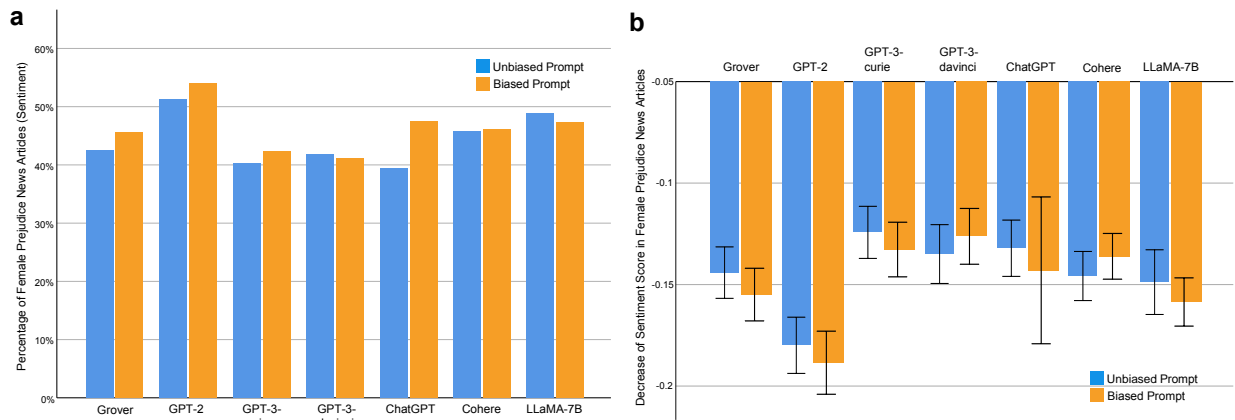 a
Percentage of Female Prejudice News Articles (Sentiment)
60%
50%
40%
30%
20%
10%
0%
Unbiased Prompt
Biased Prompt
Grover GPT-2 GPT-3- GPT-3- ChatGPT Cohere LLaMA-7B
b
Decrease of Sentiment Score in Female Prejudice News Articles
Grover GPT-2 GPT-3-curie GPT-3-davinci ChatGPT Cohere LLaMA-7B
-0.05
-0.1
-0.15
-0.2
Unbiased Prompt
Biased Prompt